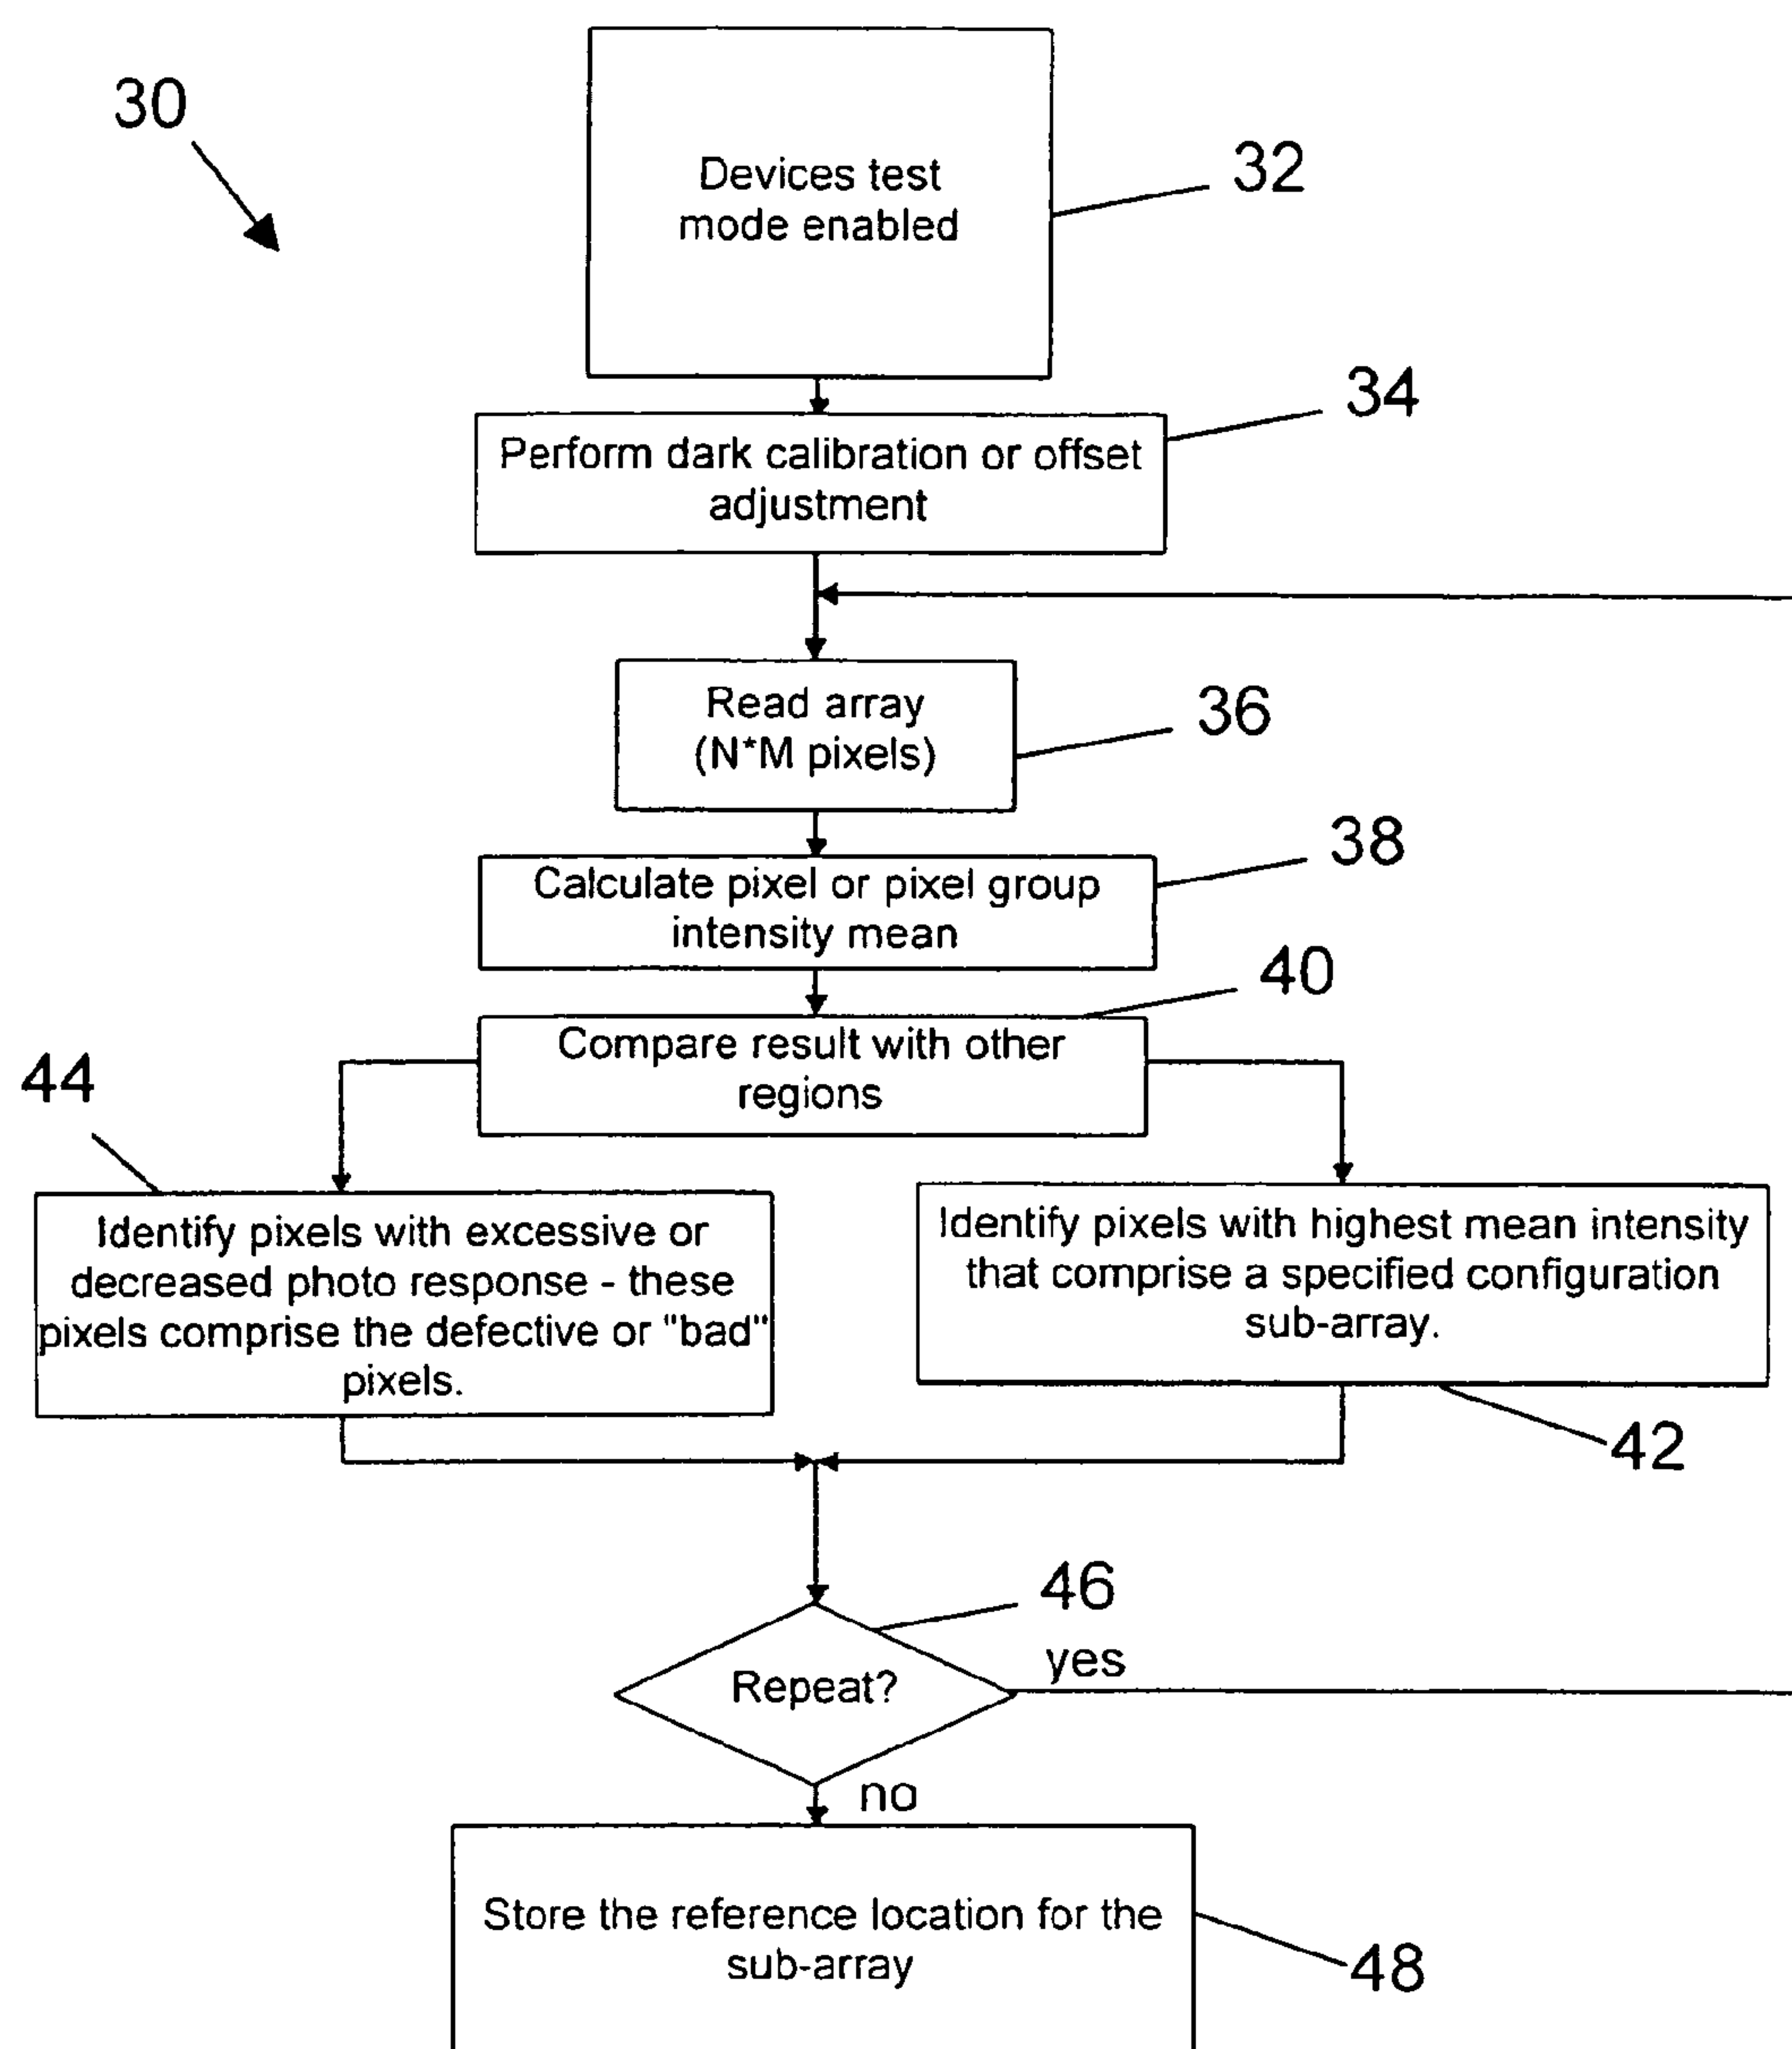 30
Devices test
mode enabled
32
34
Perform dark calibration or offset
adjustment
Read array
(N*M pixels)
36
38
Calculate pixel or pixel group
intensity mean
40
Compare result with other
regions
44
Identify pixels with excessive or
decreased photo response - these
pixels comprise the defective or "bad"
pixels.
Identify pixels with highest mean intensity
that comprise a specified configuration
sub-array.
42
46
Repeat?
yes
no
Store the reference location for the
sub-array
48